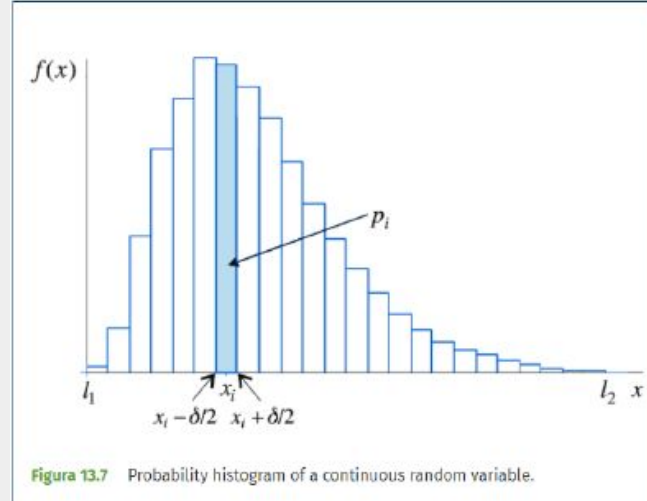 f(x)
p_i
l_1 x_i l_2 x
x_i − δ/2 x_i + δ/2
Figura 13.7 Probability histogram of a continuous random variable.